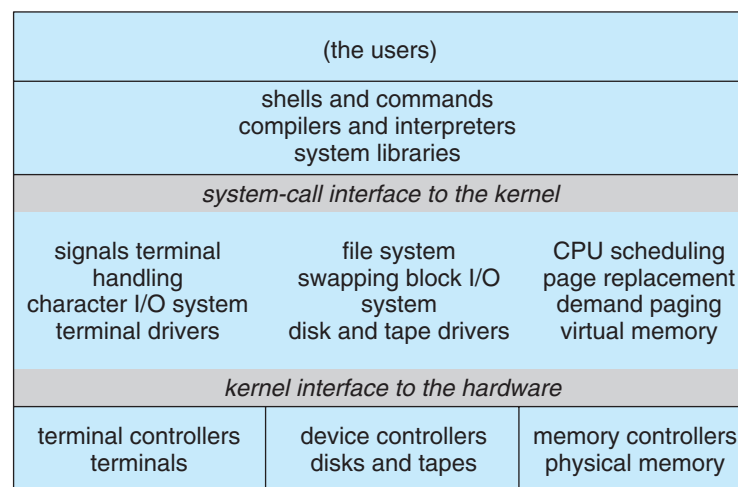 (the users)
shells and commands
compilers and interpreters
system libraries
system-call interface to the kernel
signals terminal
handling
character I/O system
terminal drivers
file system
swapping block I/O
system
disk and tape drivers
CPU scheduling
page replacement
demand paging
virtual memory
kernel interface to the hardware
terminal controllers
terminals
device controllers
disks and tapes
memory controllers
physical memory